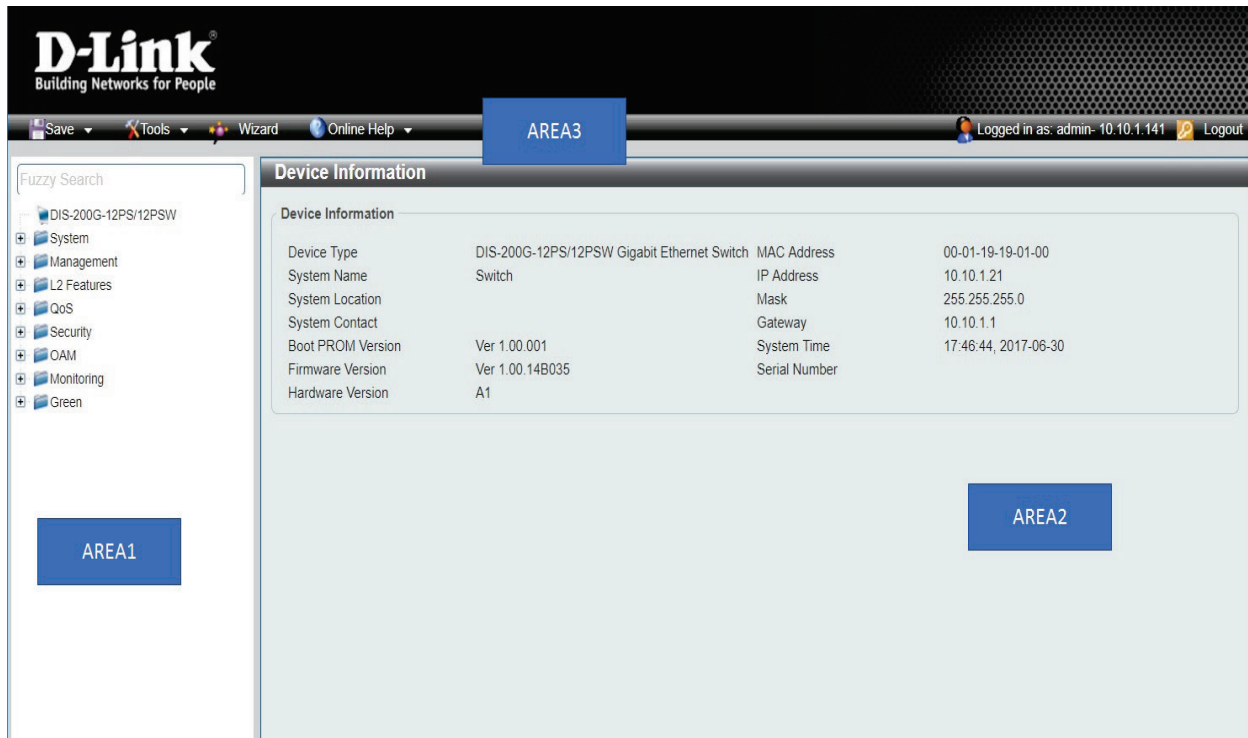 D-Link®
Building Networks for People
Save Tools Wizard Online Help AREA3 Logged in as: admin- 10.10.1.141 Logout
Fuzzy Search
DIS-200G-12PS/12PSW
System
Management
L2 Features
QoS
Security
OAM
Monitoring
Green
AREA1
Device Information
Device Information
Device Type DIS-200G-12PS/12PSW Gigabit Ethernet Switch MAC Address 00-01-19-19-01-00
System Name Switch IP Address 10.10.1.21
System Location Mask 255.255.255.0
System Contact Gateway 10.10.1.1
Boot PROM Version Ver 1.00.001 System Time 17:46:44, 2017-06-30
Firmware Version Ver 1.00.14B035 Serial Number
Hardware Version A1
AREA2